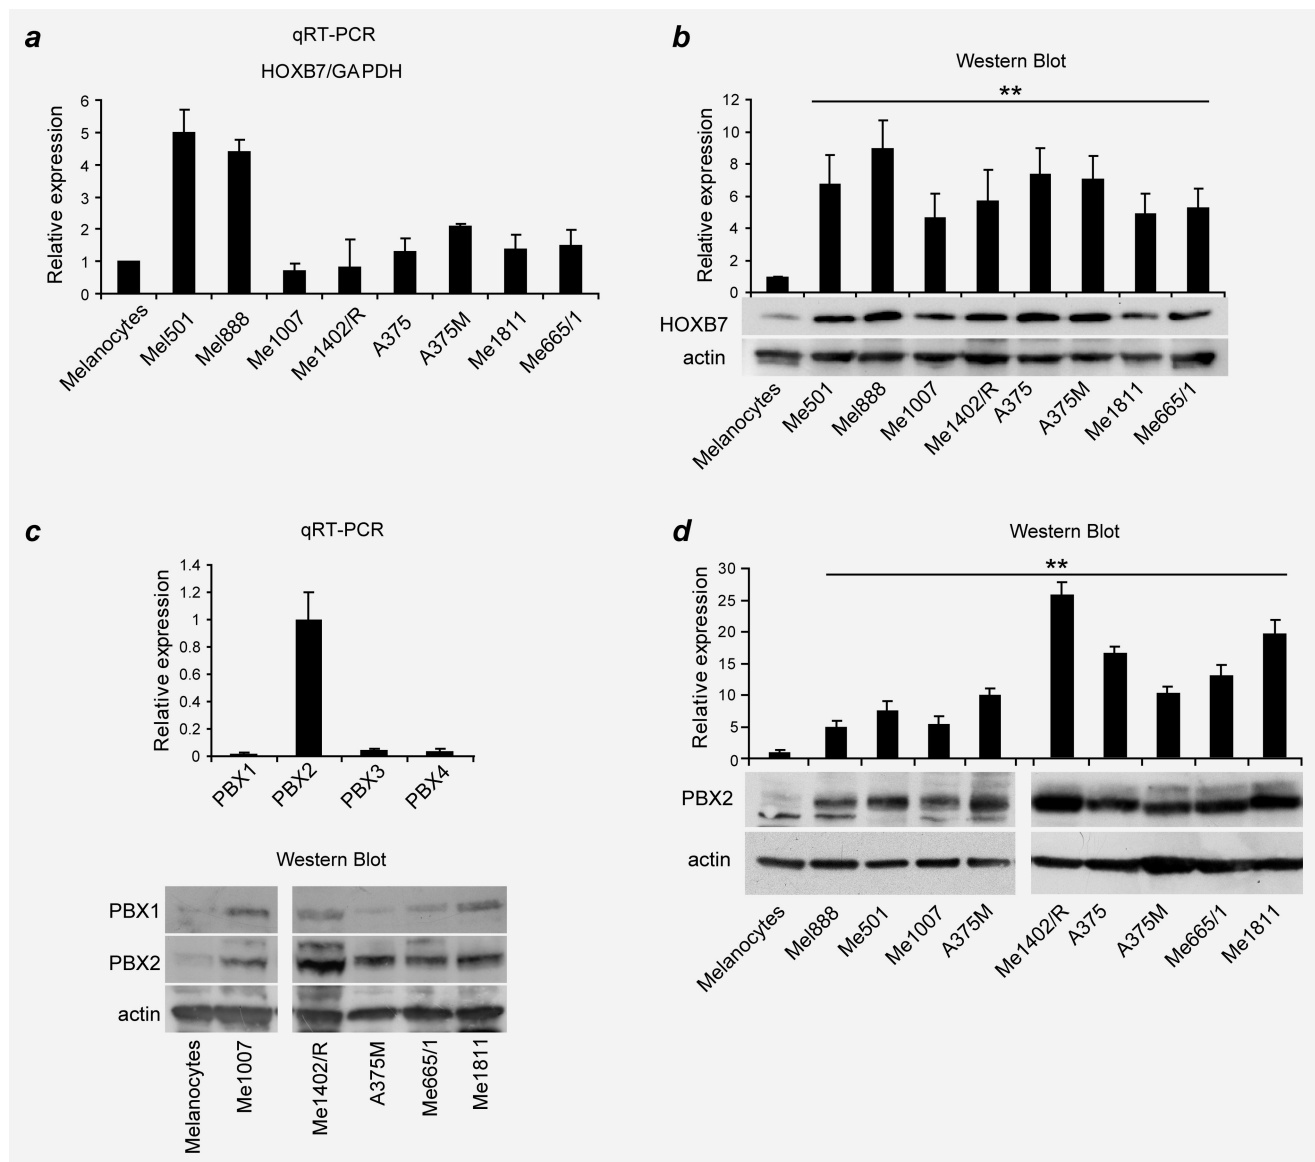 a
qRT-PCR
HOXB7/GAPDH
Relative expression
6
5
4
3
2
1
0
Melanocytes
Mel501
Mel888
Me1007
Me1402/R
A375
A375M
Me1811
Me665/1
b
Western Blot
**
Relative expression
12
10
8
6
4
2
0
HOXB7
actin
Melanocytes
Me501
Mel888
Me1007
Me1402/R
A375
A375M
Me1811
Me665/1
c
qRT-PCR
Relative expression
1.4
1.2
1
0.8
0.6
0.4
0.2
0
PBX1
PBX2
PBX3
PBX4
Western Blot
PBX1
PBX2
actin
Melanocytes
Me1007
Me1402/R
A375M
Me665/1
Me1811
d
Western Blot
**
Relative expression
30
25
20
15
10
5
0
PBX2
actin
Melanocytes
Mel888
Me501
Me1007
A375M
Me1402/R
A375
A375M
Me665/1
Me1811